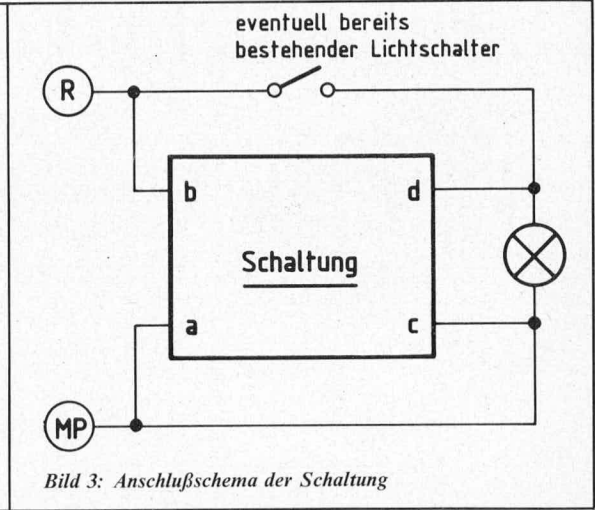 eventuell bereits
bestehender Lichtschalter
R
b
d
Schaltung
a
c
MP
Bild 3: Anschlußschema der Schaltung